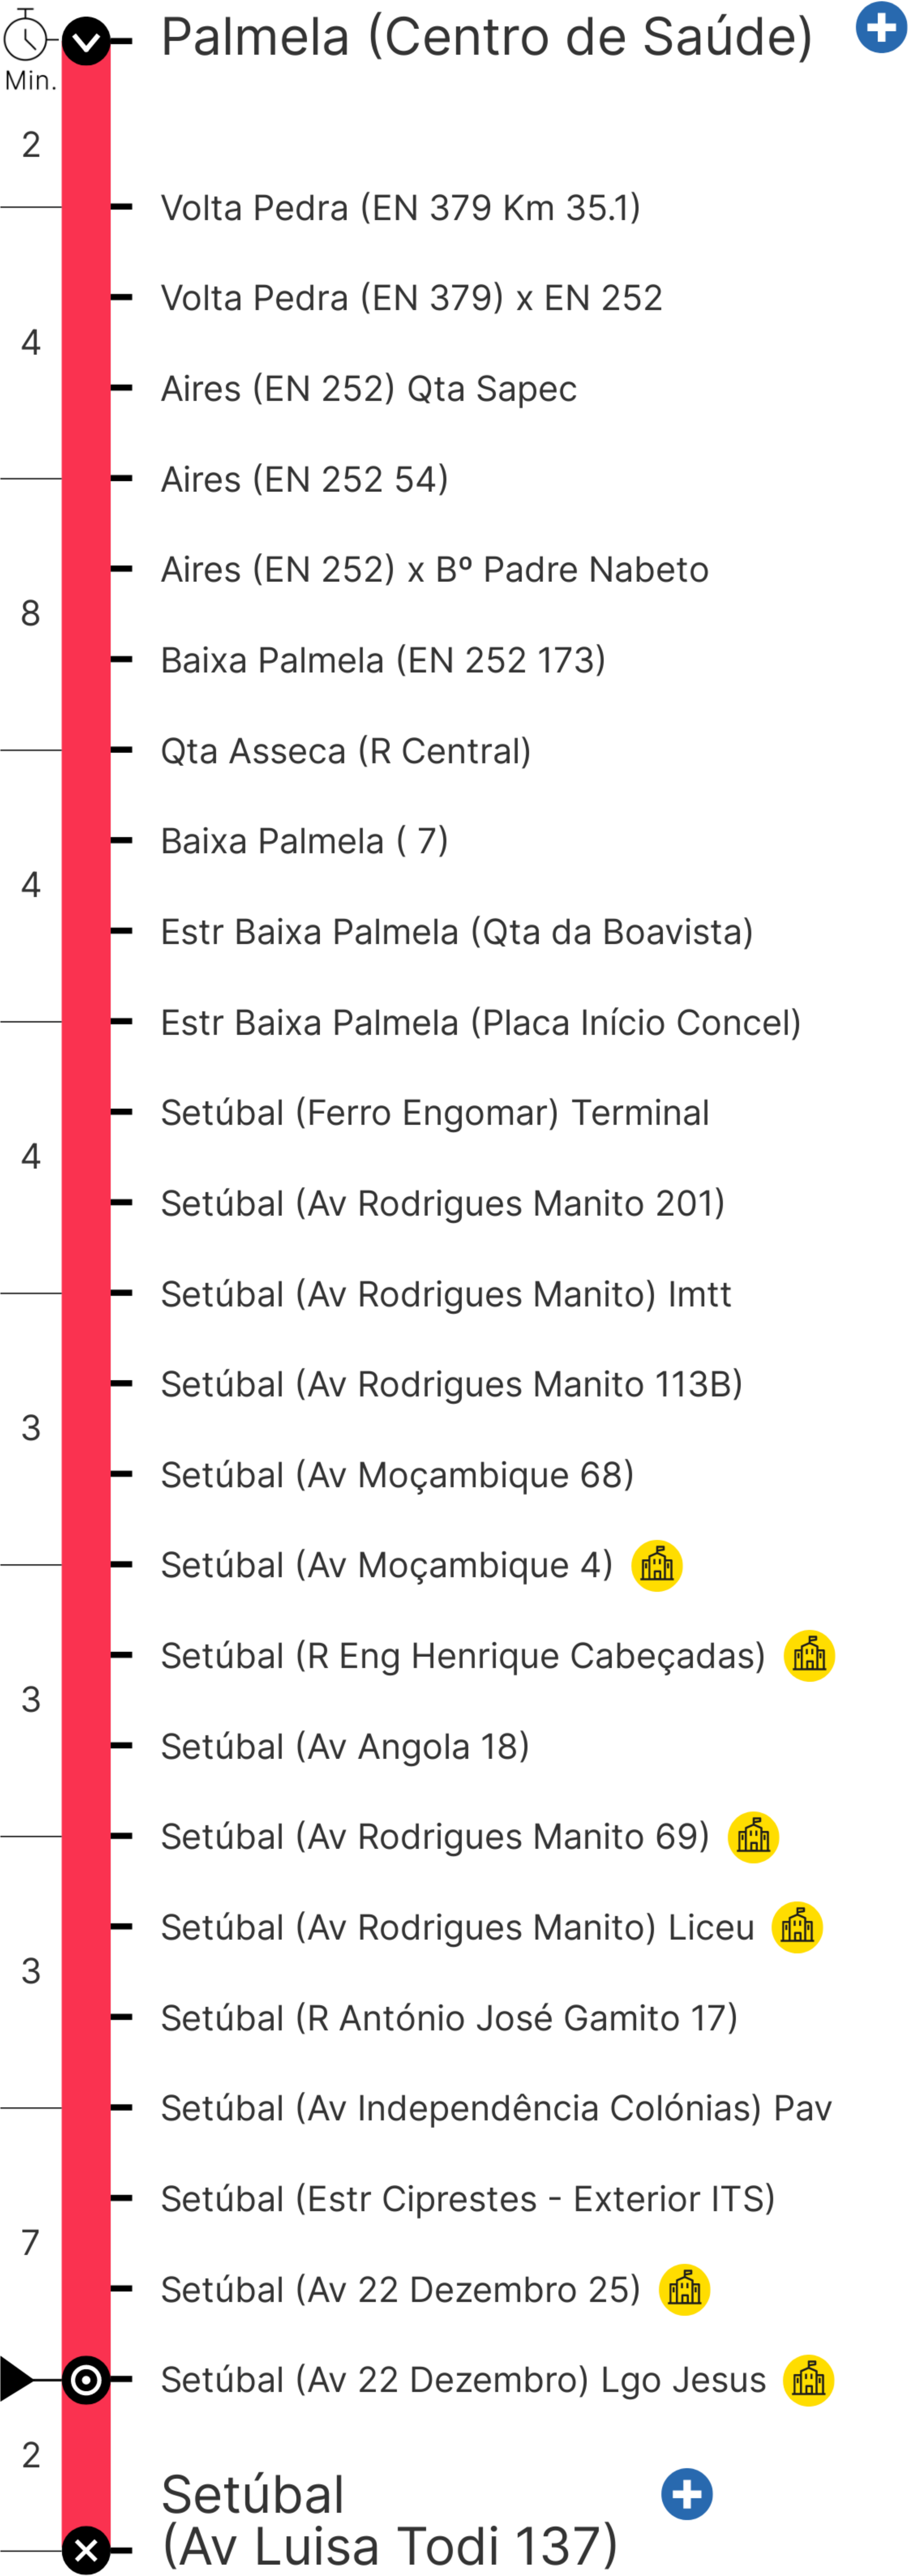 Palmela (Centro de Saúde)
Min.
2
Volta Pedra (EN 379 Km 35.1)
Volta Pedra (EN 379) x EN 252
4
Aires (EN 252) Qta Sapec
Aires (EN 252 54)
Aires (EN 252) x Bº Padre Nabeto
8
Baixa Palmela (EN 252 173)
Qta Asseca (R Central)
Baixa Palmela ( 7)
4
Estr Baixa Palmela (Qta da Boavista)
Estr Baixa Palmela (Placa Início Concel)
Setúbal (Ferro Engomar) Terminal
4
Setúbal (Av Rodrigues Manito 201)
Setúbal (Av Rodrigues Manito) Imtt
Setúbal (Av Rodrigues Manito 113B)
3
Setúbal (Av Moçambique 68)
Setúbal (Av Moçambique 4)
Setúbal (R Eng Henrique Cabeçadas)
3
Setúbal (Av Angola 18)
Setúbal (Av Rodrigues Manito 69)
Setúbal (Av Rodrigues Manito) Liceu
3
Setúbal (R António José Gamito 17)
Setúbal (Av Independência Colónias) Pav
Setúbal (Estr Ciprestes - Exterior ITS)
7
Setúbal (Av 22 Dezembro 25)
Setúbal (Av 22 Dezembro) Lgo Jesus
2
Setúbal
(Av Luisa Todi 137)